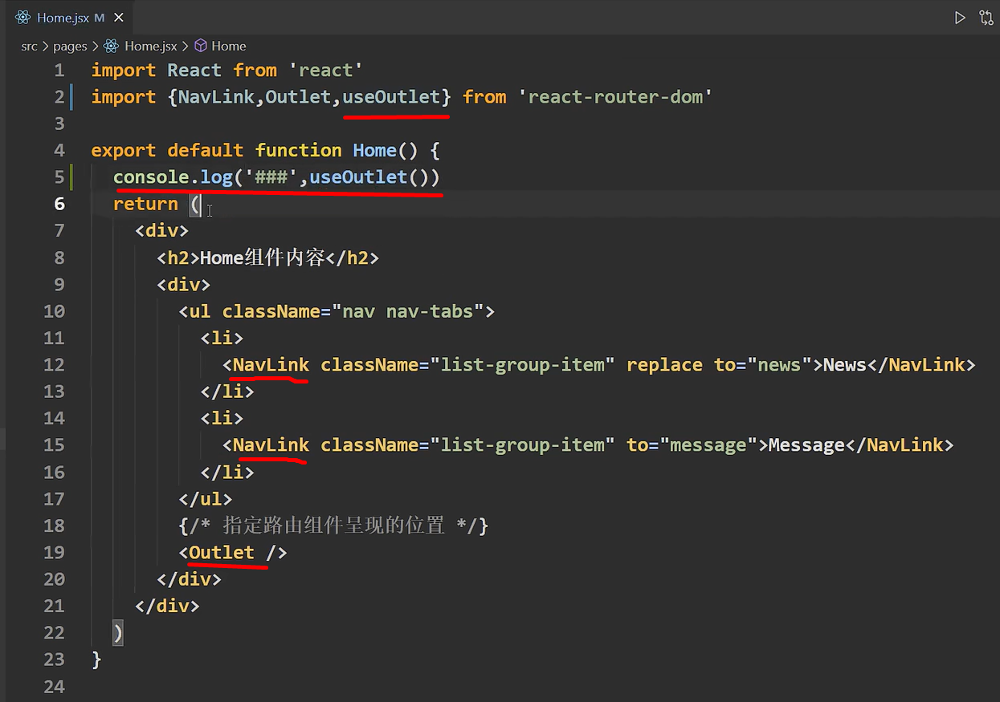 Home.jsx M ×
src > pages > Home.jsx > Home
1 import React from 'react'
2 import {NavLink,Outlet,useOutlet} from 'react-router-dom'
3
4 export default function Home() {
5 console.log('###',useOutlet())
6 return (
7 <div>
8 <h2>Home组件内容</h2>
9 <div>
10 <ul className="nav nav-tabs">
11 <li>
12 <NavLink className="list-group-item" replace to="news">News</NavLink>
13 </li>
14 <li>
15 <NavLink className="list-group-item" to="message">Message</NavLink>
16 </li>
17 </ul>
18 {/* 指定路由组件呈现的位置 */}
19 <Outlet />
20 </div>
21 </div>
22 )
23 }
24